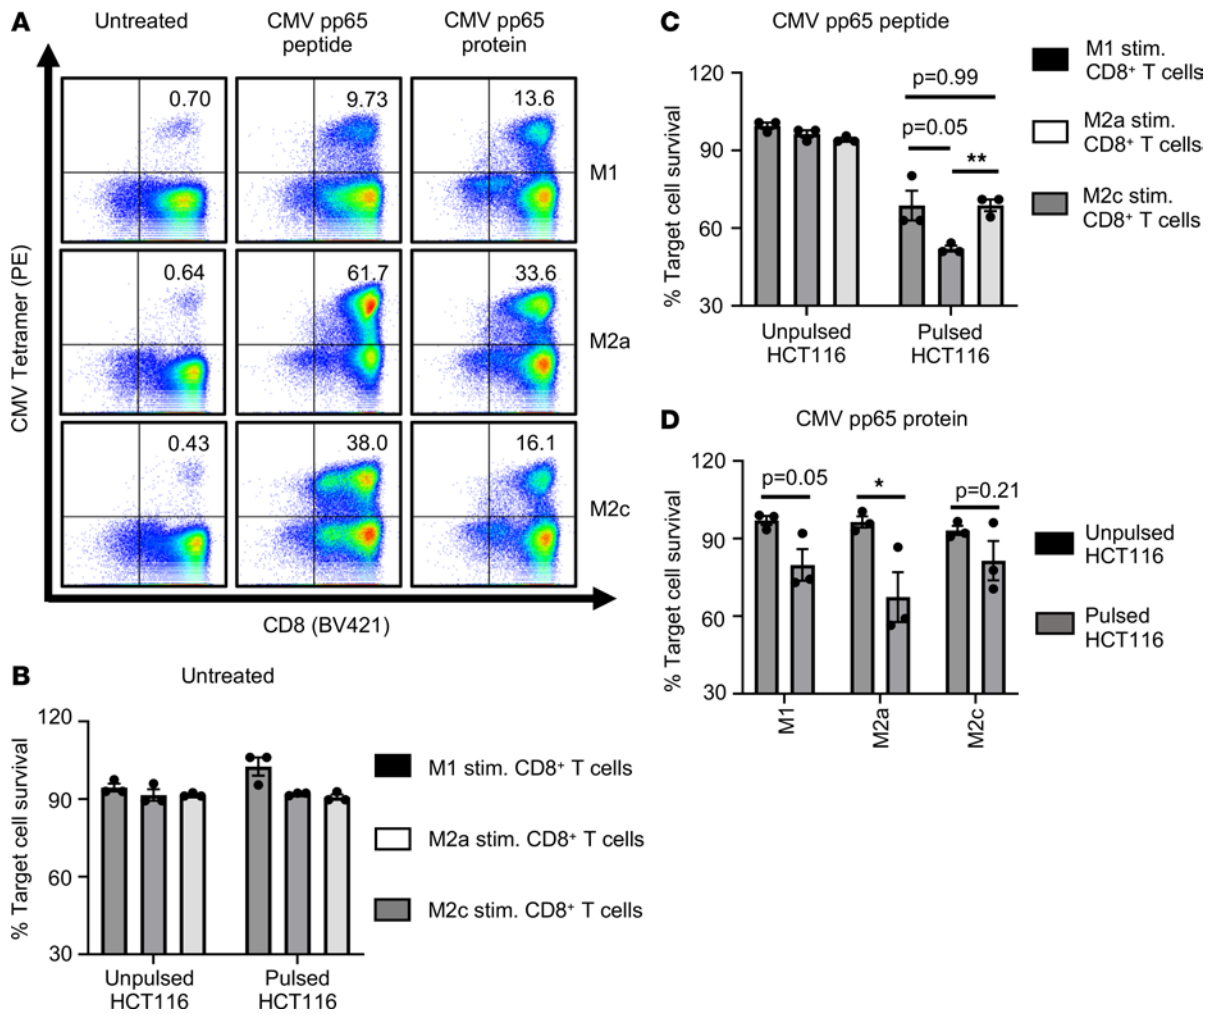 A
Untreated
CMV pp65
peptide
CMV pp65
protein
0.70
9.73
13.6
M1
0.64
61.7
33.6
M2a
0.43
38.0
16.1
M2c
CMV Tetramer (PE)
CD8 (BV421)
B
Untreated
% Target cell survival
120
90
60
30
Unpulsed
HCT116
Pulsed
HCT116
M1 stim. CD8⁺ T cells
M2a stim. CD8⁺ T cells
M2c stim. CD8⁺ T cells
C
CMV pp65 peptide
% Target cell survival
120
90
60
30
p=0.99
p=0.05
**
Unpulsed
HCT116
Pulsed
HCT116
M1 stim.
CD8⁺ T cells
M2a stim.
CD8⁺ T cells
M2c stim.
CD8⁺ T cells
D
CMV pp65 protein
% Target cell survival
120
90
60
30
p=0.05
*
p=0.21
M1
M2a
M2c
Unpulsed
HCT116
Pulsed
HCT116